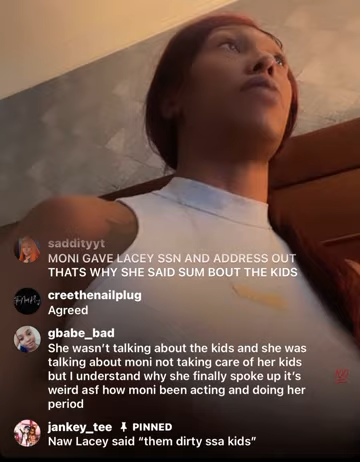 saddityyt
MONI GAVE LACEY SSN AND ADDRESS OUT
THATS WHY SHE SAID SUM BOUT THE KIDS
creethenailplug
Agreed
gbabe_bad
She wasn't talking about the kids and she was
talking about moni not taking care of her kids
but I understand why she finally spoke up it's
weird asf how moni been acting and doing her
period
jankey_tee PINNED
Naw Lacey said “them dirty ssa kids”